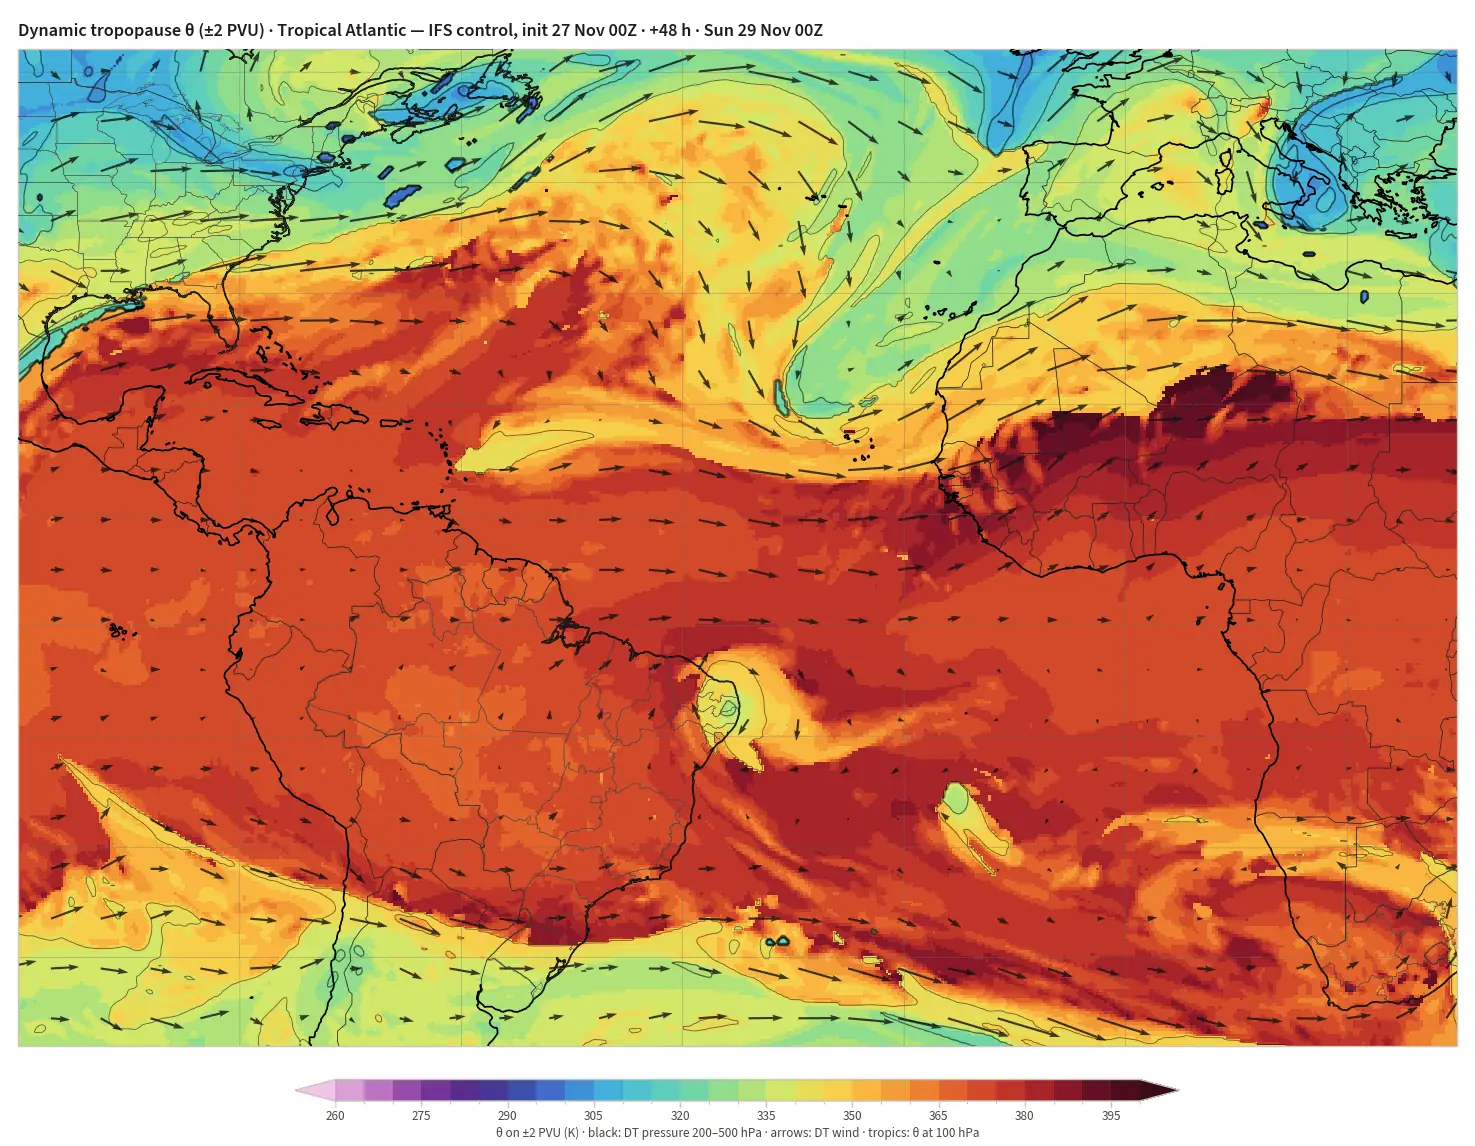 Dynamic tropopause θ (±2 PVU) · Tropical Atlantic — IFS control, init 27 Nov 00Z · +48 h · Sun 29 Nov 00Z
260 275 290 305 320 335 350 365 380 395
θ on ±2 PVU (K) · black: DT pressure 200–500 hPa · arrows: DT wind · tropics: θ at 100 hPa